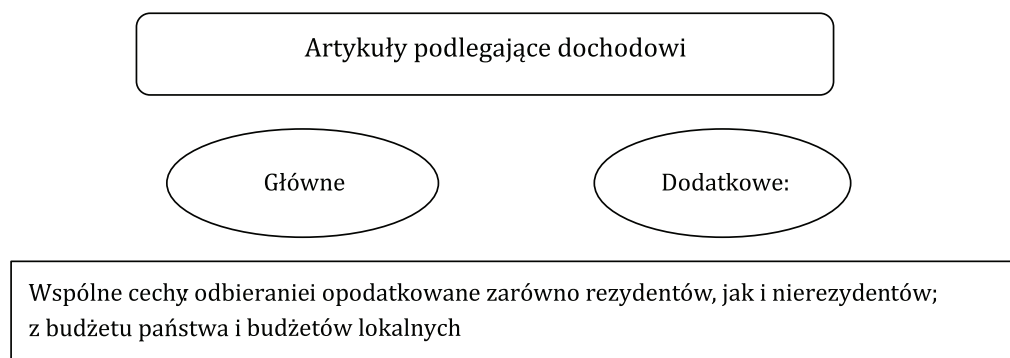 Artykuły podlegające dochodowi
Główne
Dodatkowe:
Wspólne cechy: odbieraniei opodatkowane zarówno rezydentów, jak i nierezydentów;
z budżetu państwa i budżetów lokalnych